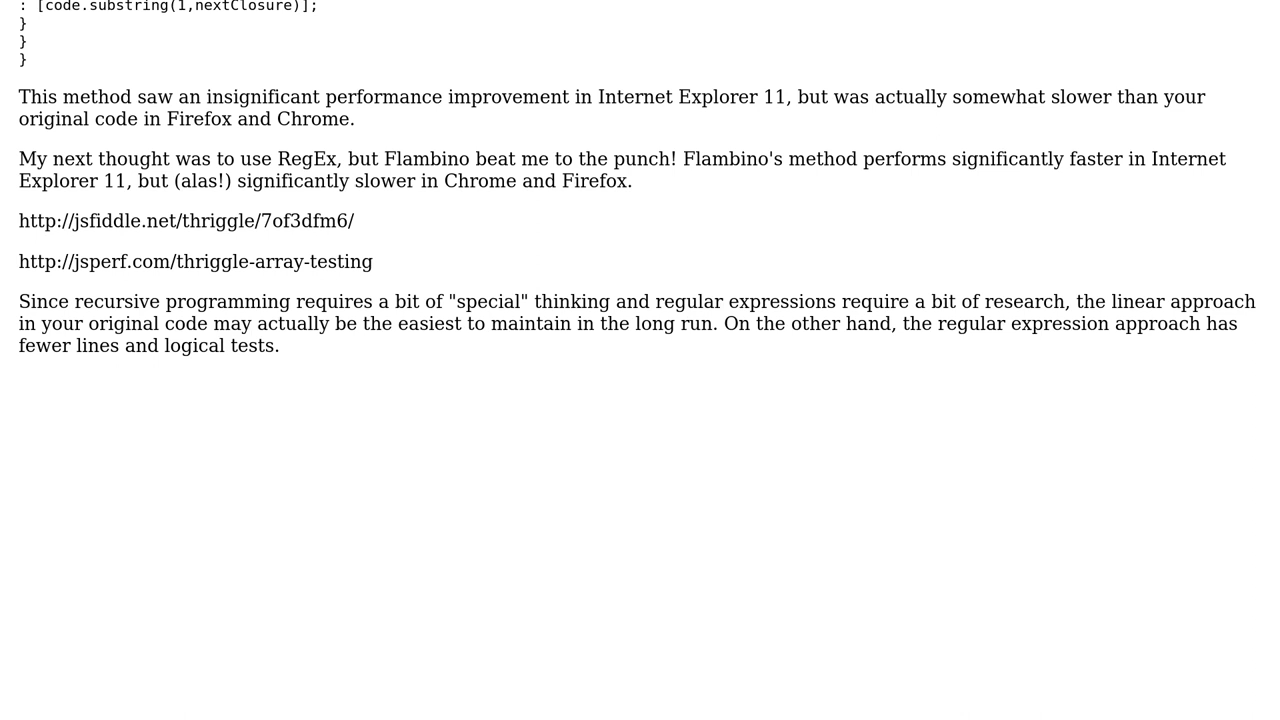 : [code.substring(1,nextClosure)];
}
}
}
This method saw an insignificant performance improvement in Internet Explorer 11, but was actually somewhat slower than your
original code in Firefox and Chrome.
My next thought was to use RegEx, but Flambino beat me to the punch! Flambino's method performs significantly faster in Internet
Explorer 11, but (alas!) significantly slower in Chrome and Firefox.
http://jsfiddle.net/thriggle/7of3dfm6/
http://jsperf.com/thriggle-array-testing
Since recursive programming requires a bit of "special" thinking and regular expressions require a bit of research, the linear approach
in your original code may actually be the easiest to maintain in the long run. On the other hand, the regular expression approach has
fewer lines and logical tests.